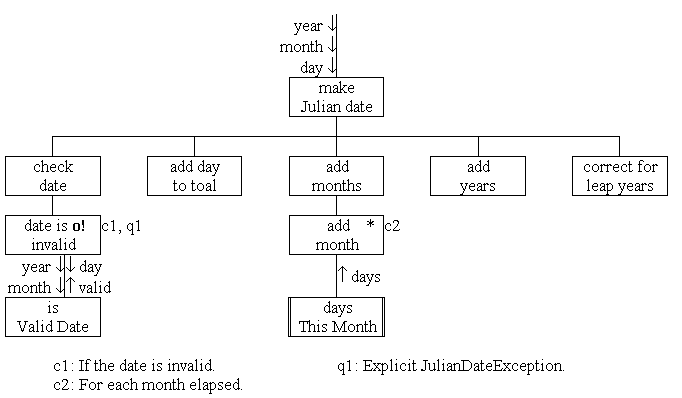 year
month
day
make
Julian date
check
date
add day
to toal
add
months
add
years
correct for
leap years
date is o!
invalid
c1, q1
add *
month
c2
year
day
month
valid
days
is
Valid Date
days
This Month
c1: If the date is invalid.
q1: Explicit JulianDateException.
c2: For each month elapsed.